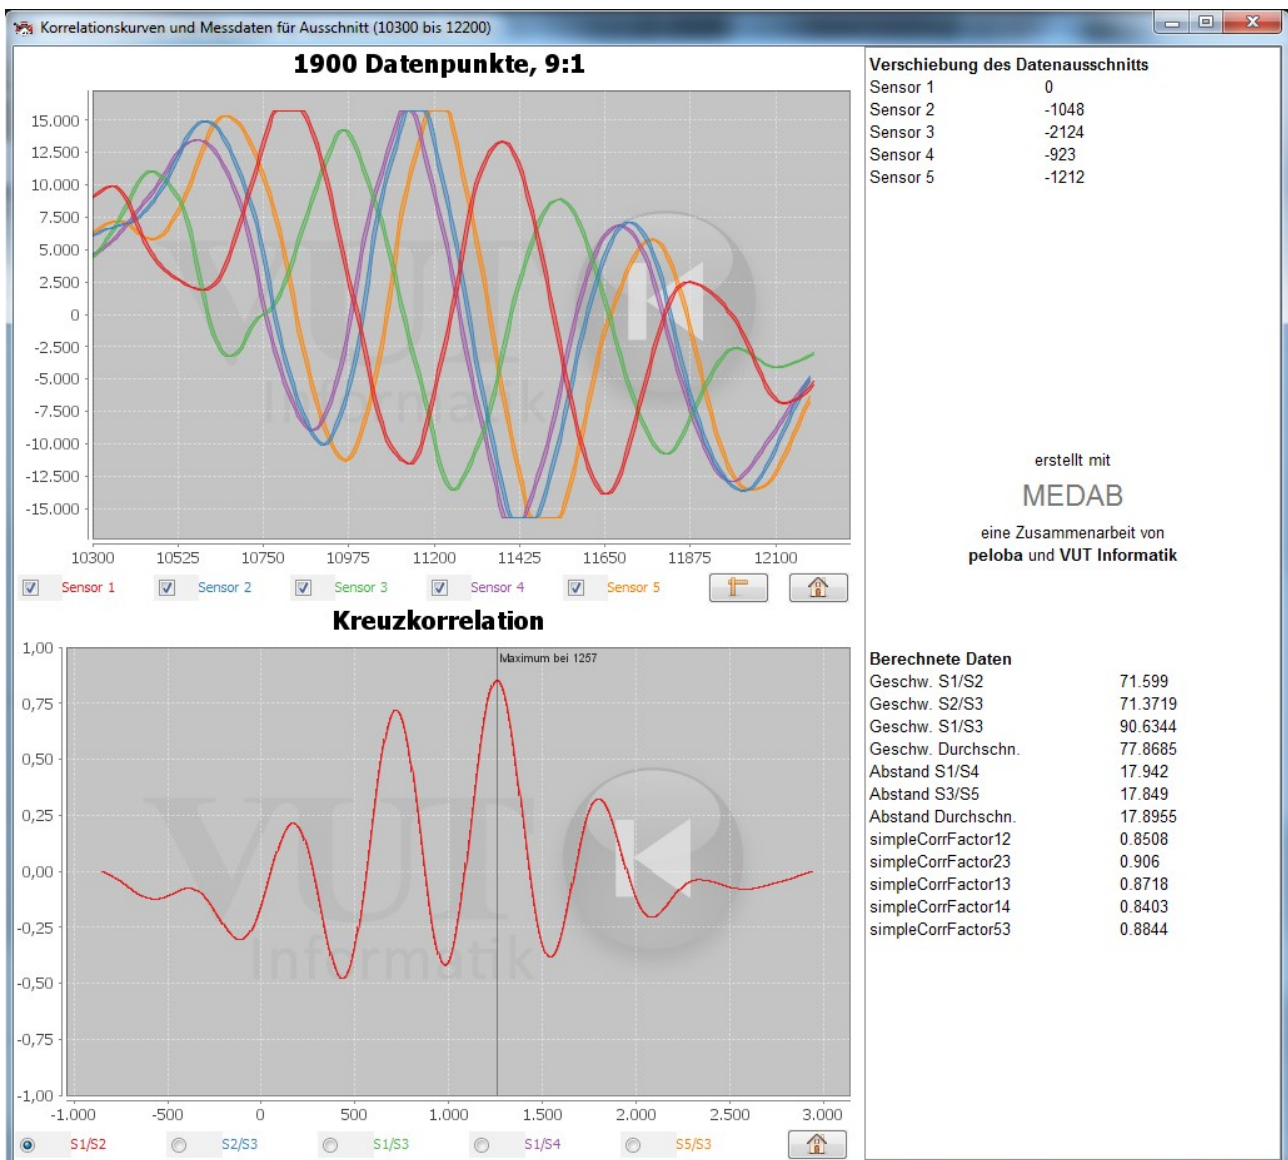 Korrelationskurven und Messdaten für Ausschnitt (10300 bis 12200)
1900 Datenpunkte, 9:1
15.000
12.500
10.000
7.500
5.000
2.500
0
-2.500
-5.000
-7.500
-10.000
-12.500
-15.000
VUT
Informatik
10300 10525 10750 10975 11200 11425 11650 11875 12100
Sensor 1 Sensor 2 Sensor 3 Sensor 4 Sensor 5
Kreuzkorrelation
Maximum bei 1257
1,00
0,75
0,50
0,25
0,00
-0,25
-0,50
-0,75
-1,00
VUT
Informatik
-1.000 -500 0 500 1.000 1.500 2.000 2.500 3.000
S1/S2 S2/S3 S1/S3 S1/S4 S5/S3
Verschiebung des Datenausschnitts
Sensor 1 0
Sensor 2 -1048
Sensor 3 -2124
Sensor 4 -923
Sensor 5 -1212
erstellt mit
MEDAB
eine Zusammenarbeit von
peloba und VUT Informatik
Berechnete Daten
Geschw. S1/S2 71.599
Geschw. S2/S3 71.3719
Geschw. S1/S3 90.6344
Geschw. Durchschn. 77.8685
Abstand S1/S4 17.942
Abstand S3/S5 17.849
Abstand Durchschn. 17.8955
simpleCorrFactor12 0.8508
simpleCorrFactor23 0.906
simpleCorrFactor13 0.8718
simpleCorrFactor14 0.8403
simpleCorrFactor53 0.8844